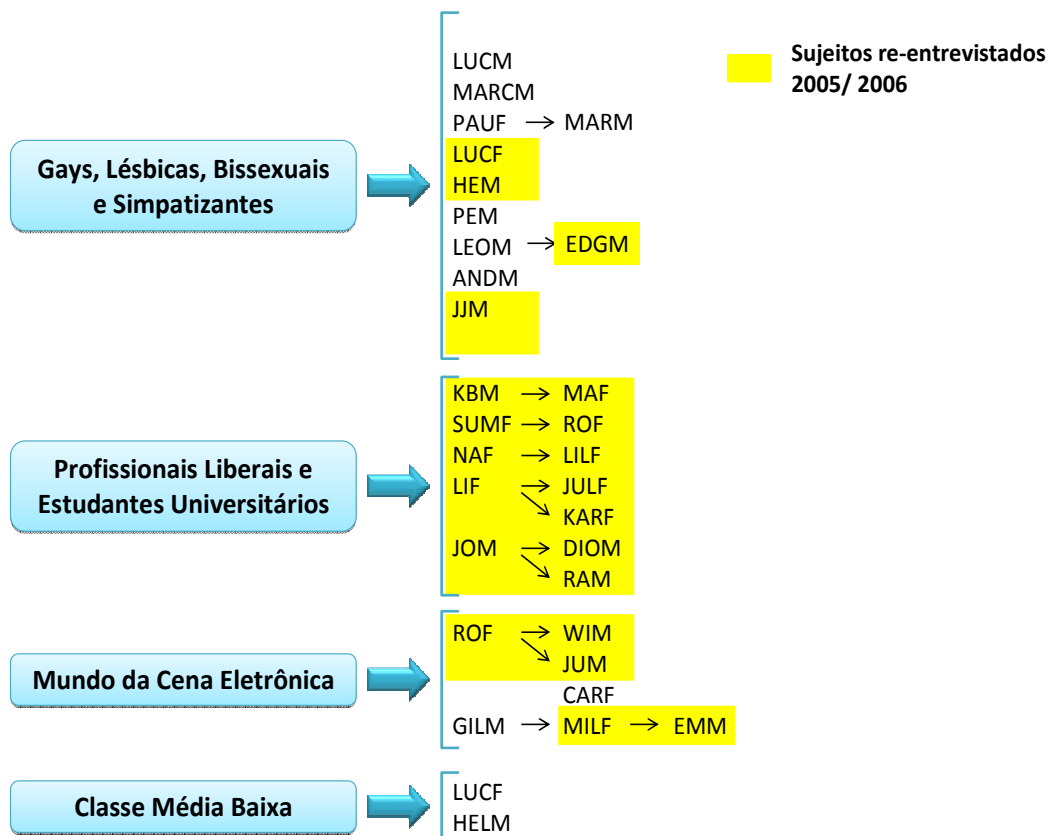 Sujeitos re-entrevistados
2005/ 2006
Gays, Lésbicas, Bissexuais
e Simpatizantes
LUCM
MARCM
PAUF → MARM
LUCF
HEM
PEM
LEOM → EDGM
ANDM
JJM
Profissionais Liberais e
Estudantes Universitários
KBM → MAF
SUMF → ROF
NAF → LILF
LIF → JULF
KARF
JOM → DIOM
RAM
Mundo da Cena Eletrônica
ROF → WIM
JUM
CARF
GILM → MILF → EMM
Classe Média Baixa
LUCF
HELM